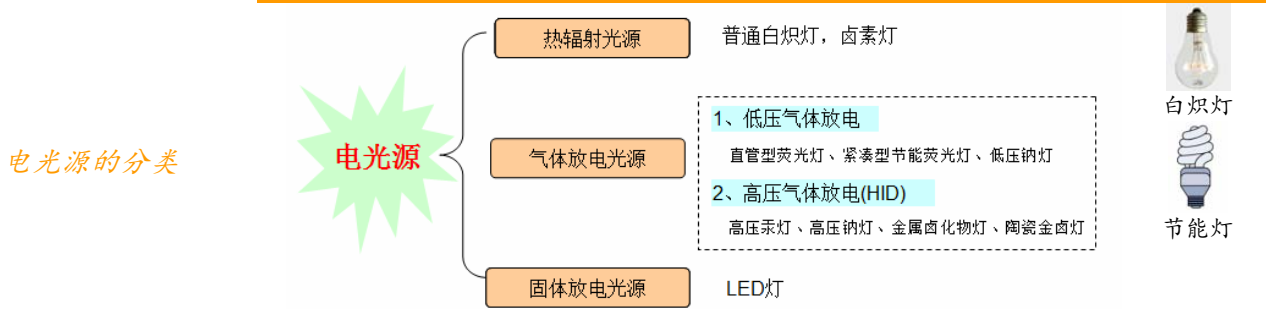 电光源的分类
电光源
热辐射光源
普通白炽灯，卤素灯
气体放电光源
1、低压气体放电
直管型荧光灯、紧凑型节能荧光灯、低压钠灯
2、高压气体放电(HID)
高压汞灯、高压钠灯、金属卤化物灯、陶瓷金卤灯
固体放电光源
LED灯
白炽灯
节能灯